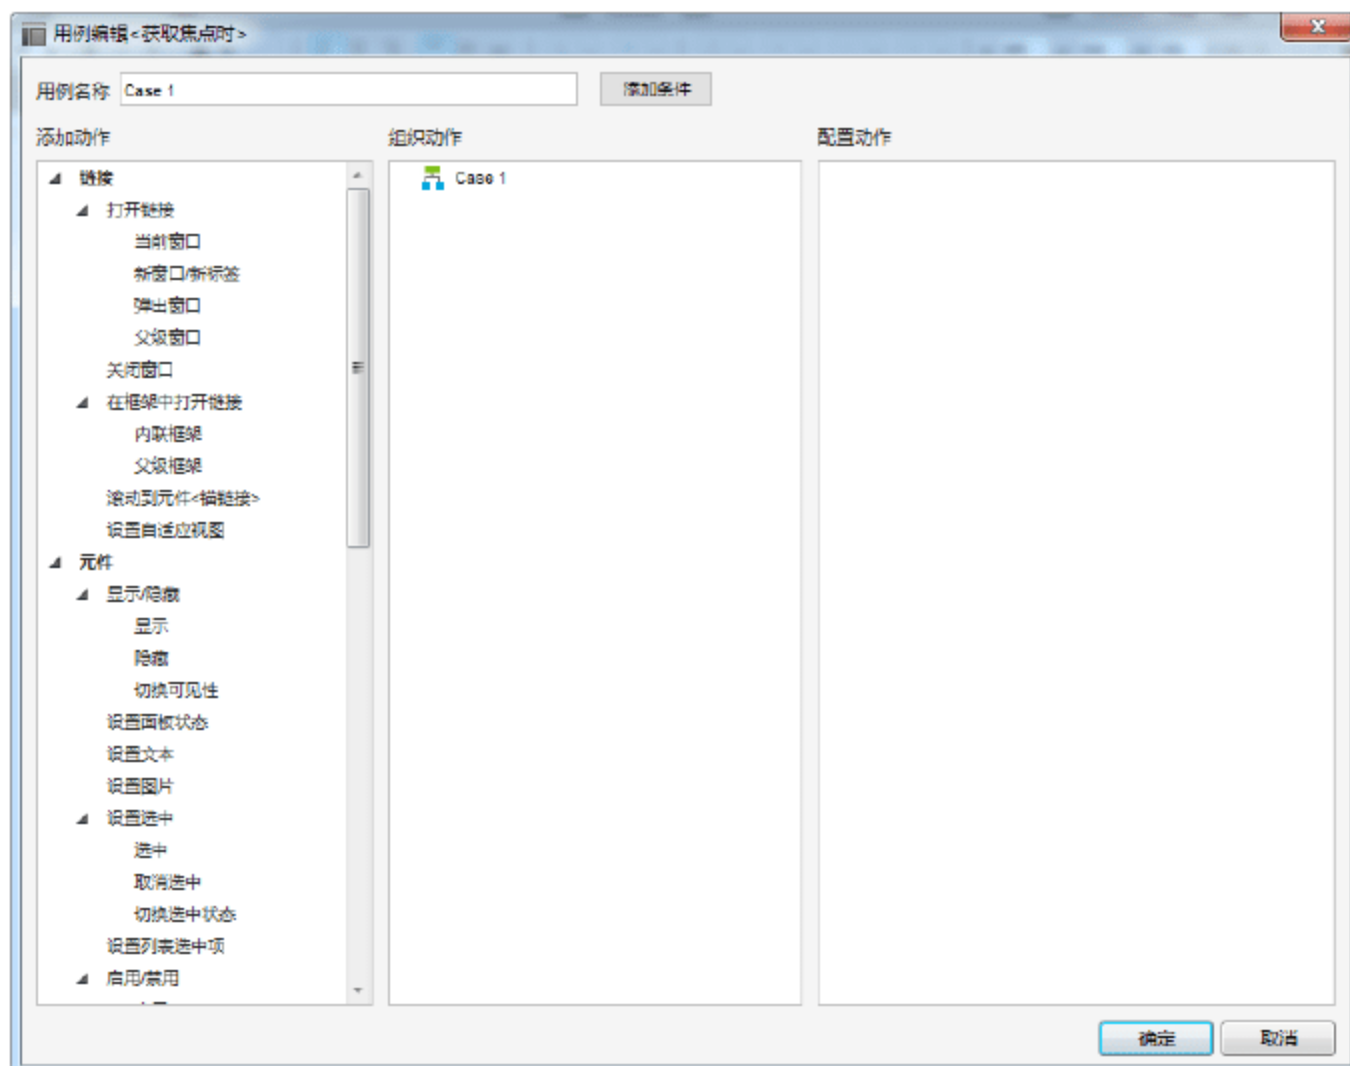 用例编辑<获取焦点时>
用例名称 Case 1 添加条件
添加动作 组织动作 配置动作
链接
打开链接
当前窗口
新窗口/新标签
弹出窗口
父级窗口
关闭窗口
在框架中打开链接
内联框架
父级框架
滚动到元件<锚链接>
设置自适应视图
元件
显示/隐藏
显示
隐藏
切换可见性
设置面板状态
设置文本
设置图片
设置选中
选中
取消选中
切换选中状态
设置列表选中项
启用/禁用
Case 1
确定 取消